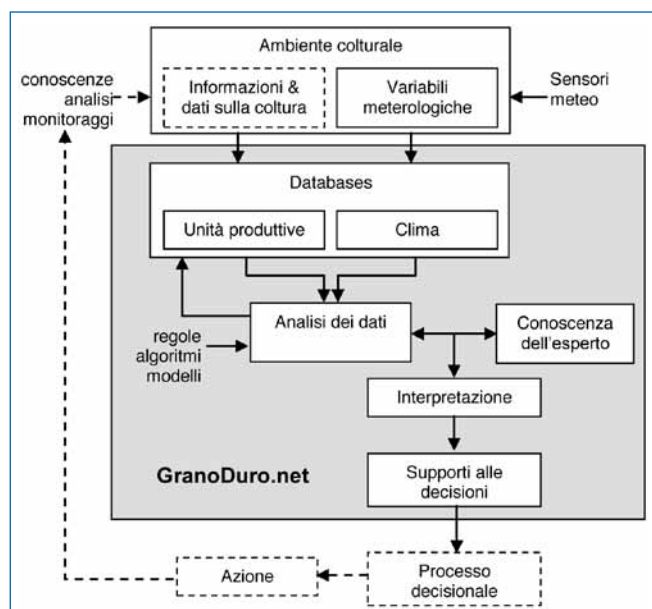 Ambiente colturale
conoscenze
analisi
monitoraggi
Informazioni &
dati sulla coltura
Variabili
meterologiche
Sensori
meteo
Databases
Unità produttive
Clima
Analisi dei dati
regole
algoritmi
modelli
Conoscenza
dell'esperto
Interpretazione
GranoDuro.net
Supporti alle
decisioni
Azione
Processo
decisionale